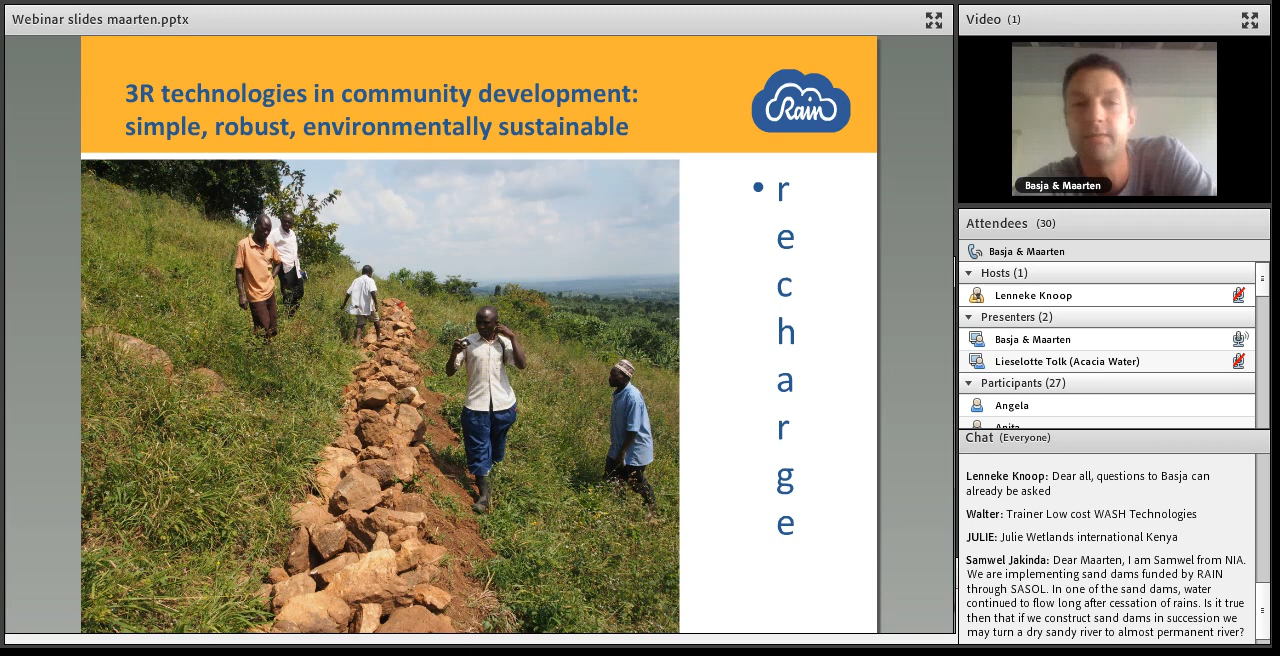 Webinar slides maarten.pptx
3R technologies in community development:
simple, robust, environmentally sustainable
Rain
• r
e
c
h
a
r
g
e
Video (1)
Basja & Maarten
Attendees (30)
Basja & Maarten
Hosts (1)
Lenneke Knoop
Presenters (2)
Basja & Maarten
Lieselotte Tolk (Acacia Water)
Participants (27)
Angela
Anita
Chat (Everyone)
Lenneke Knoop: Dear all, questions to Basja can
already be asked
Walter: Trainer Low cost WASH Technologies
JULIE: Julie Wetlands international Kenya
Samwel Jakinda: Dear Maarten, I am Samwel from NIA.
We are implementing sand dams funded by RAIN
through SASOL. In one of the sand dams, water
continued to flow long after cessation of rains. Is it true
then that if we construct sand dams in succession we
may turn a dry sandy river to almost permanent river?